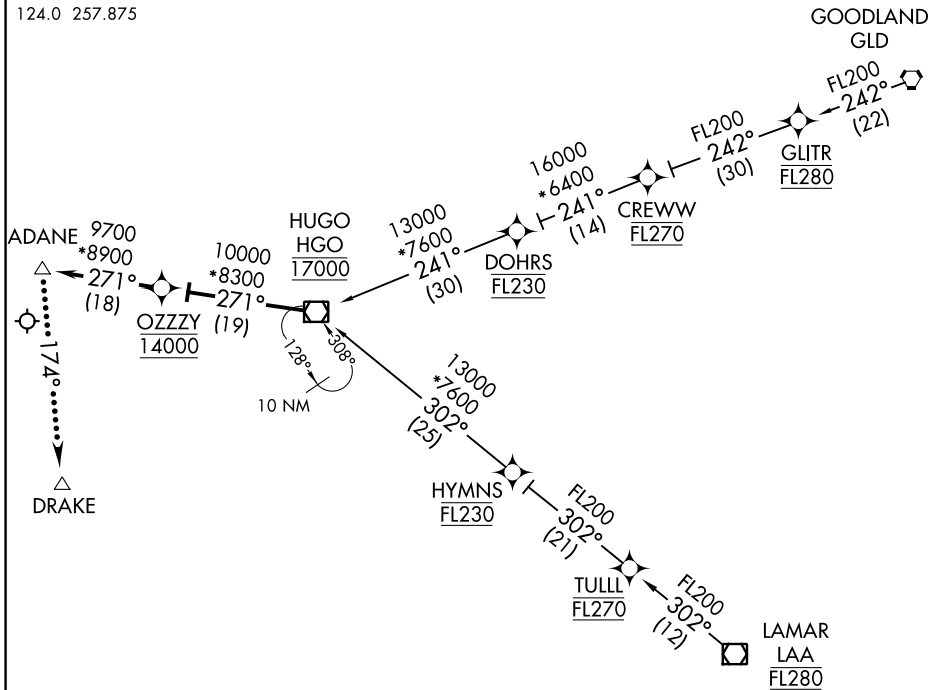 124.0 257.875
GOODLAND
GLD
FL200
242°
(22)
GLITR
FL280
FL200
242°
(30)
CREWW
FL270
16000
*6400
241°
(14)
DOHRS
FL230
13000
*7600
241°
(30)
HUGO
HGO
17000
10000
*8300
271°
(19)
OZZZY
14000
ADANE
9700
*8900
271°
(18)
174°
DRAKE
128°
308°
10 NM
13000
*7600
302°
(25)
HYMNS
FL230
FL200
302°
(21)
TULLL
FL270
FL200
302°
(12)
LAMAR
LAA
FL280